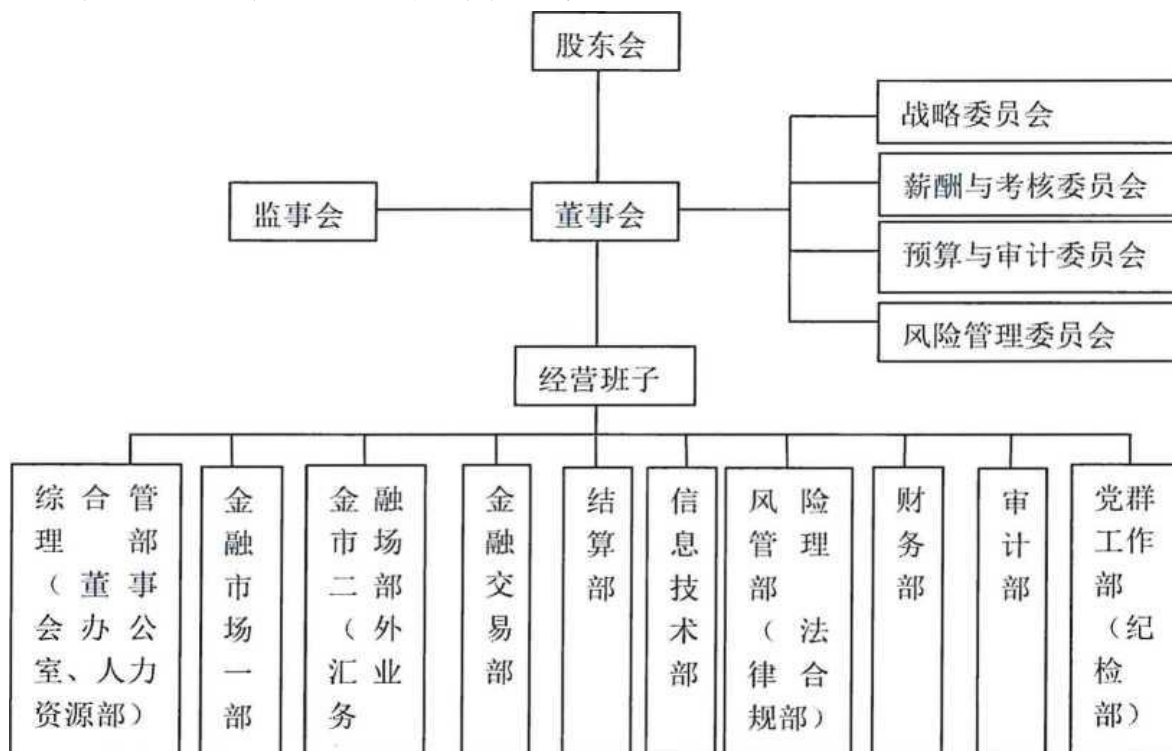 股东会
战略委员会
薪酬与考核委员会
监事会
董事会
预算与审计委员会
风险管理委员会
经营班子
综合管
理部
（董事
会办公
室、人力
资源部）
金
融
市
场
一
部
金融
市场
二部
（外
汇业
务
金
融
交
易
部
结
算
部
信
息
技
术
部
风险
管理
部
（法
律合
规部）
财
务
部
审
计
部
党群
工作
部
（纪
检
部）